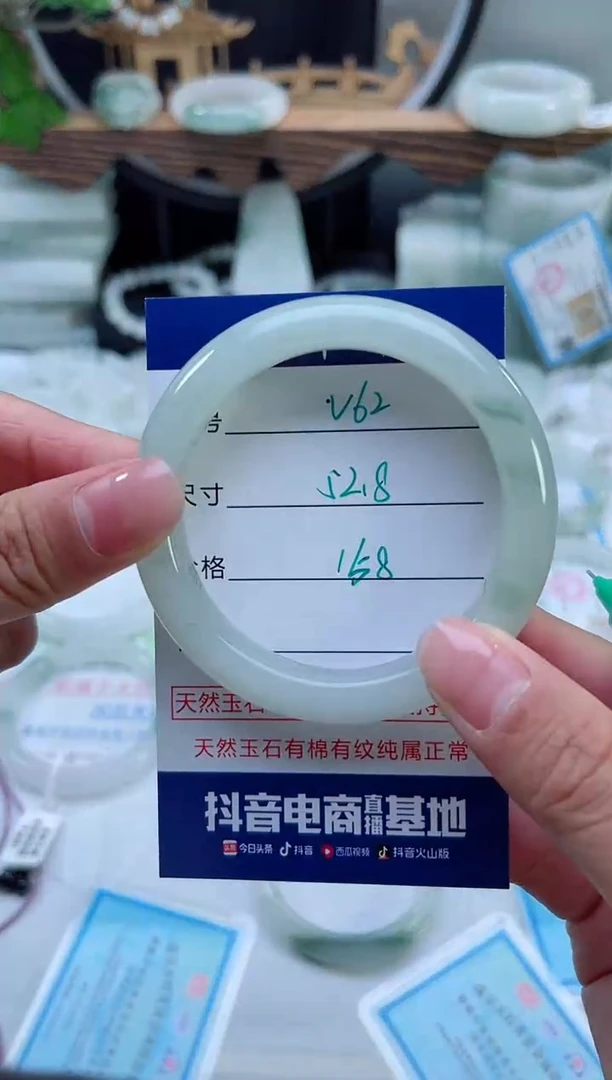 号 V62
尺寸 52.8
价格 158
天然玉石
天然玉石有棉有纹纯属正常
抖音电商直播基地
今日头条 抖音 西瓜视频 抖音火山版